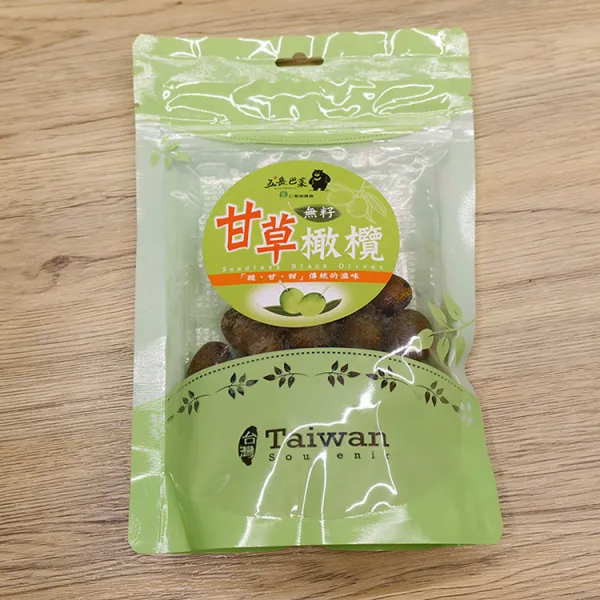 五岳巴菜
無籽
甘草橄欖
Seedless Black Olives
「酸、甘、甜」傳統的滋味
台灣 Taiwan
Souvenir